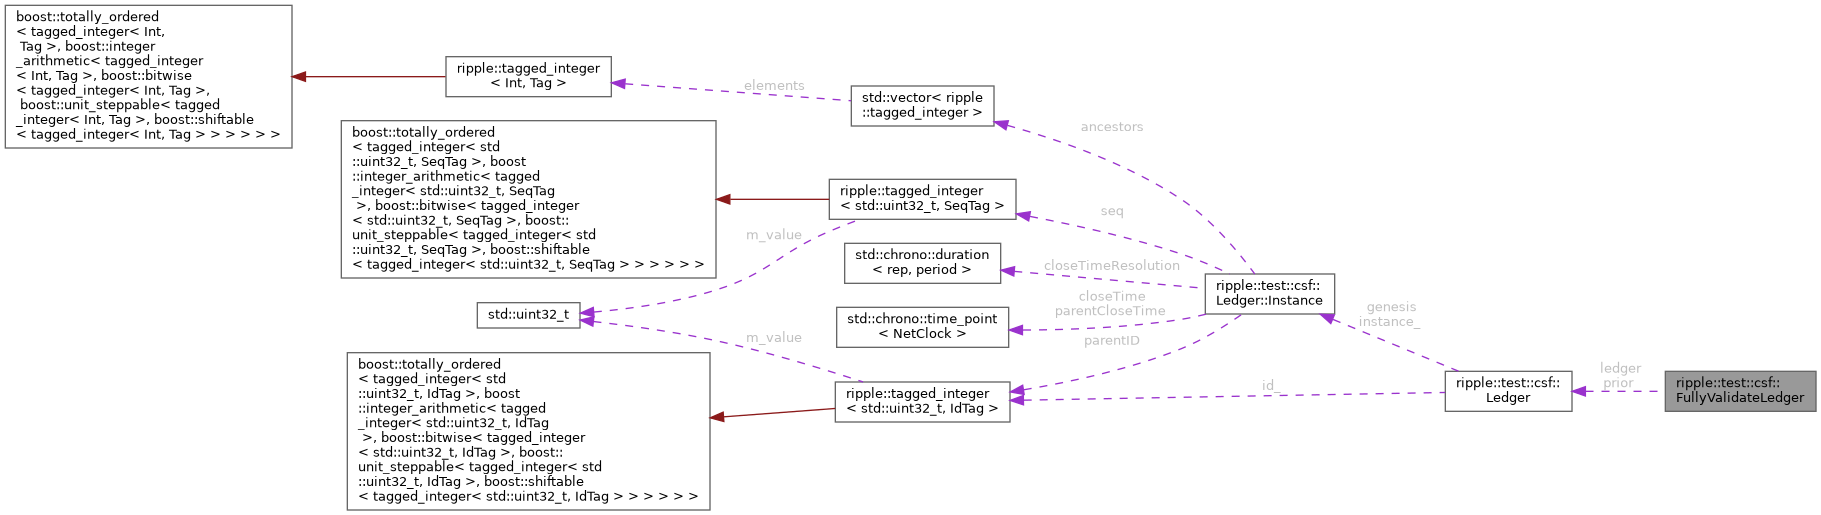 boost::totally_ordered
< tagged_integer< Int,
Tag >, boost::integer
_arithmetic< tagged_integer
< Int, Tag >, boost::bitwise
< tagged_integer< Int, Tag >,
boost::unit_steppable< tagged
_integer< Int, Tag >, boost::shiftable
< tagged_integer< Int, Tag > > > > > >
ripple::tagged_integer
< Int, Tag >
elements
std::vector< ripple
::tagged_integer >
ancestors
boost::totally_ordered
< tagged_integer< std
::uint32_t, SeqTag >, boost
::integer_arithmetic< tagged
_integer< std::uint32_t, SeqTag
>, boost::bitwise< tagged_integer
< std::uint32_t, SeqTag >, boost::
unit_steppable< tagged_integer< std
::uint32_t, SeqTag >, boost::shiftable
< tagged_integer< std::uint32_t, SeqTag > > > > > >
ripple::tagged_integer
< std::uint32_t, SeqTag >
seq
m_value
std::chrono::duration
< rep, period >
closeTimeResolution
ripple::test::csf::
Ledger::Instance
std::uint32_t
std::chrono::time_point
< NetClock >
closeTime
parentCloseTime
genesis
instance_
m_value
parentID
boost::totally_ordered
< tagged_integer< std
::uint32_t, IdTag >, boost
::integer_arithmetic< tagged
_integer< std::uint32_t, IdTag
>, boost::bitwise< tagged_integer
< std::uint32_t, IdTag >, boost::
unit_steppable< tagged_integer< std
::uint32_t, IdTag >, boost::shiftable
< tagged_integer< std::uint32_t, IdTag > > > > > >
ripple::tagged_integer
< std::uint32_t, IdTag >
id_
ripple::test::csf::
Ledger
ledger
prior
ripple::test::csf::
FullyValidateLedger